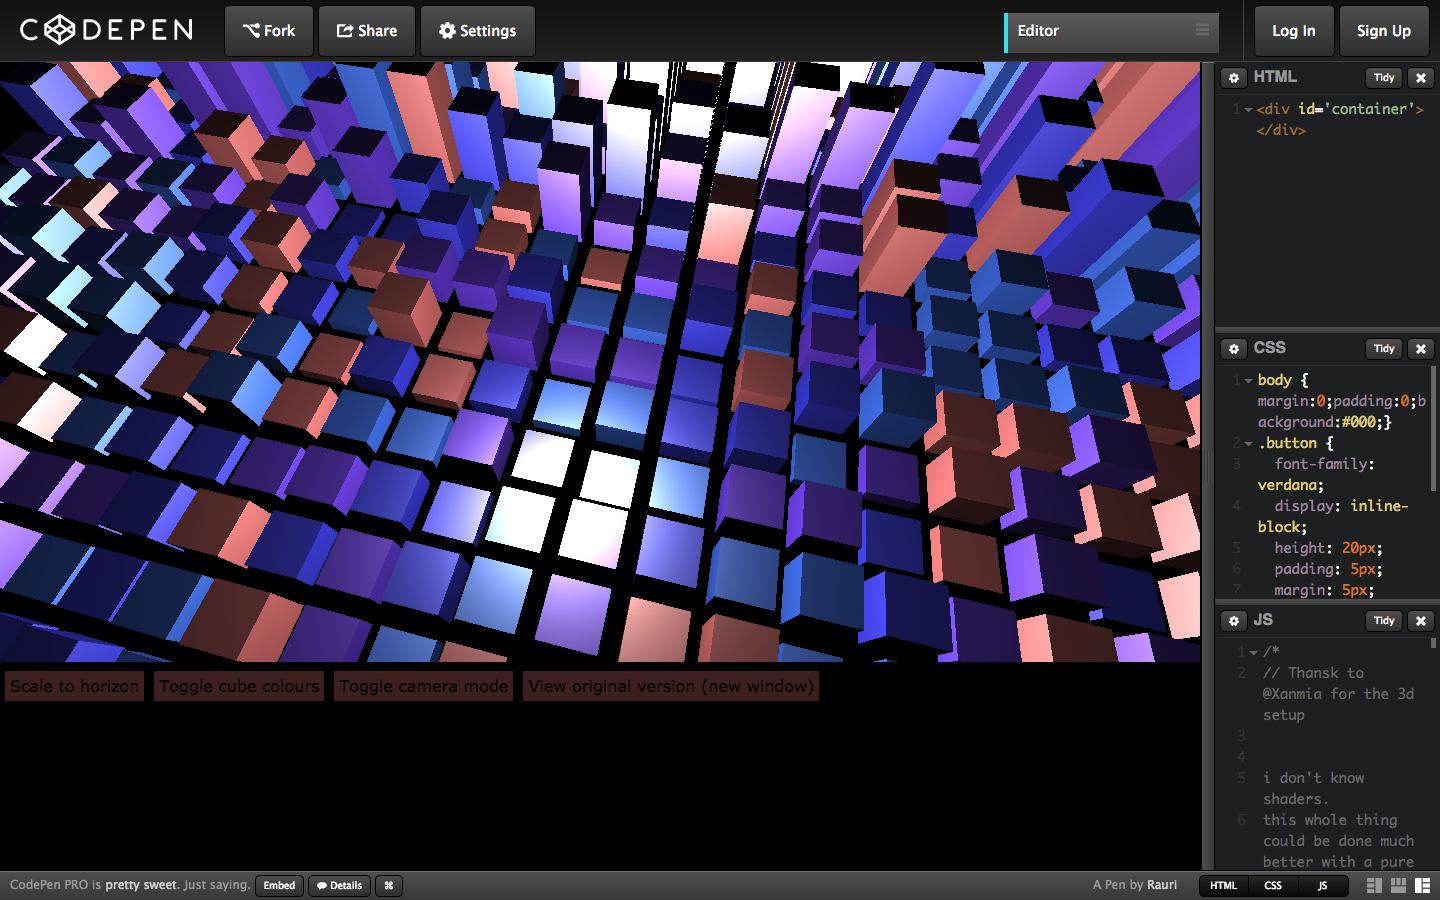 CODEPEN
Fork
Share
Settings
Editor
Log In
Sign Up
HTML
Tidy
1 <div id='container'>
</div>
CSS
Tidy
1 body {
margin:0;padding:0;b
ackground:#000;}
2 .button {
3 font-family:
verdana;
4 display: inline-
block;
5 height: 20px;
6 padding: 5px;
7 margin: 5px;
JS
Tidy
1 /*
2 // Thansk to
@Xanmia for the 3d
setup
3
4
5 i don't know
shaders.
6 this whole thing
could be done much
better with a pure
Scale to horizon
Toggle cube colours
Toggle camera mode
View original version (new window)
CodePen PRO is pretty sweet. Just saying.
Embed
Details
⌘
A Pen by Rauri
HTML
CSS
JS